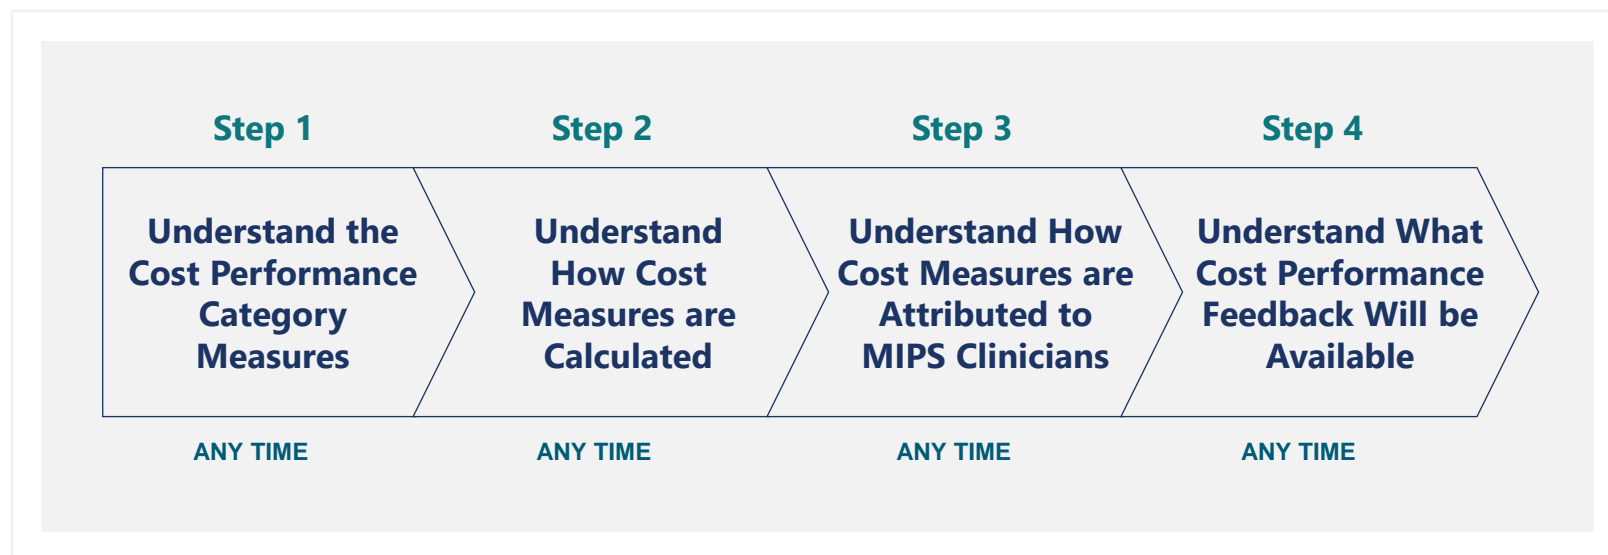 Step 1
Step 2
Step 3
Step 4
Understand the
Cost Performance
Category
Measures
Understand
How Cost
Measures are
Calculated
Understand How
Cost Measures are
Attributed to
MIPS Clinicians
Understand What
Cost Performance
Feedback Will be
Available
ANY TIME
ANY TIME
ANY TIME
ANY TIME